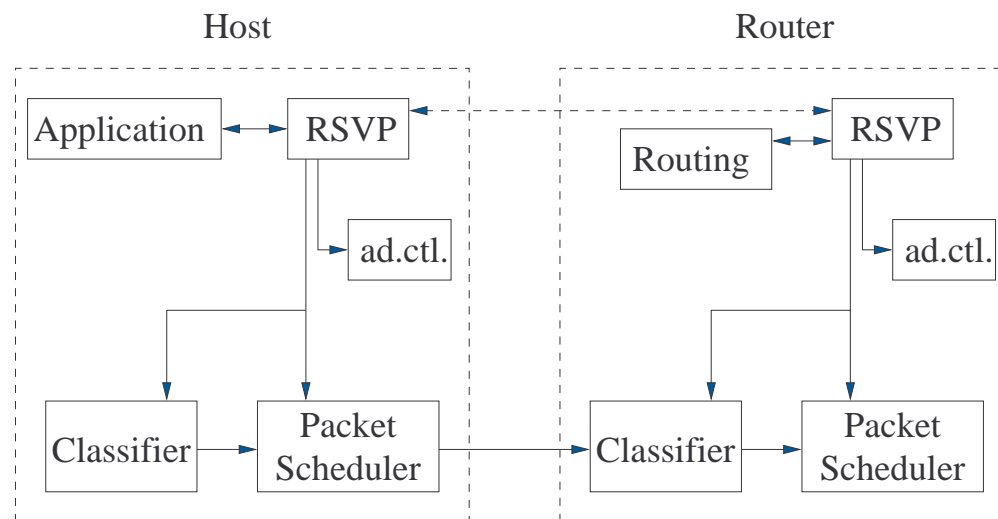 Host
Router
Application
RSVP
RSVP
Routing
ad.ctl.
ad.ctl.
Classifier
Packet
Scheduler
Classifier
Packet
Scheduler